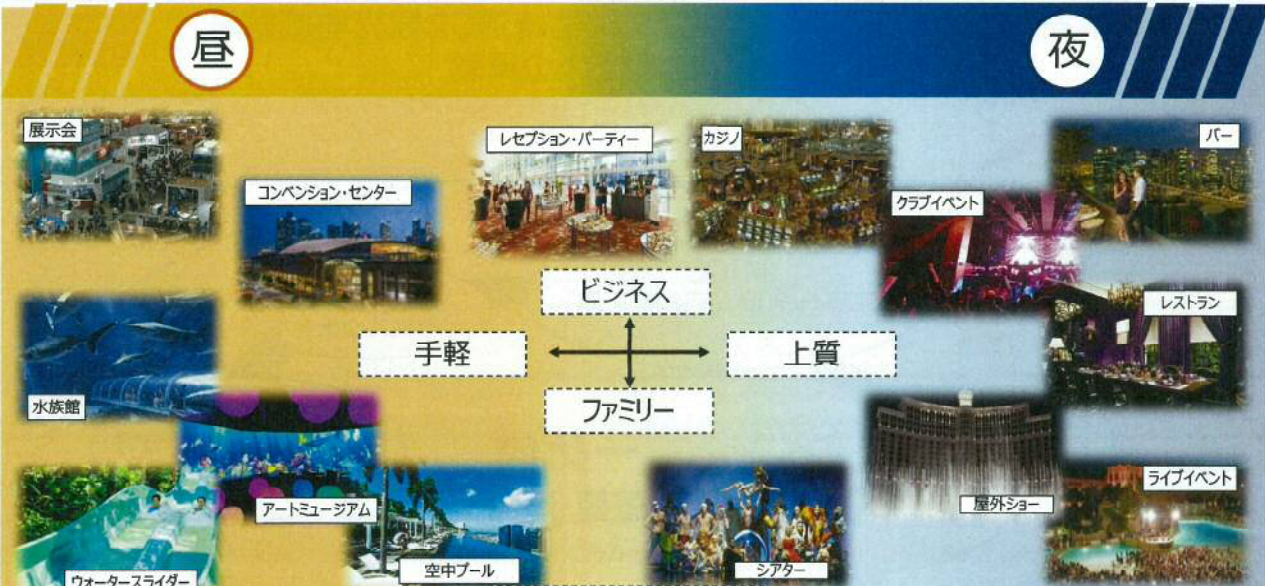 昼
夜
展示会
コンベンション・センター
レセプション・パーティー
カジノ
クラブイベント
バー
ビジネス
手軽
上質
ファミリー
レストラン
水族館
アートミュージアム
屋外ショー
ライブイベント
ウォータースライダー
空中プール
シアター